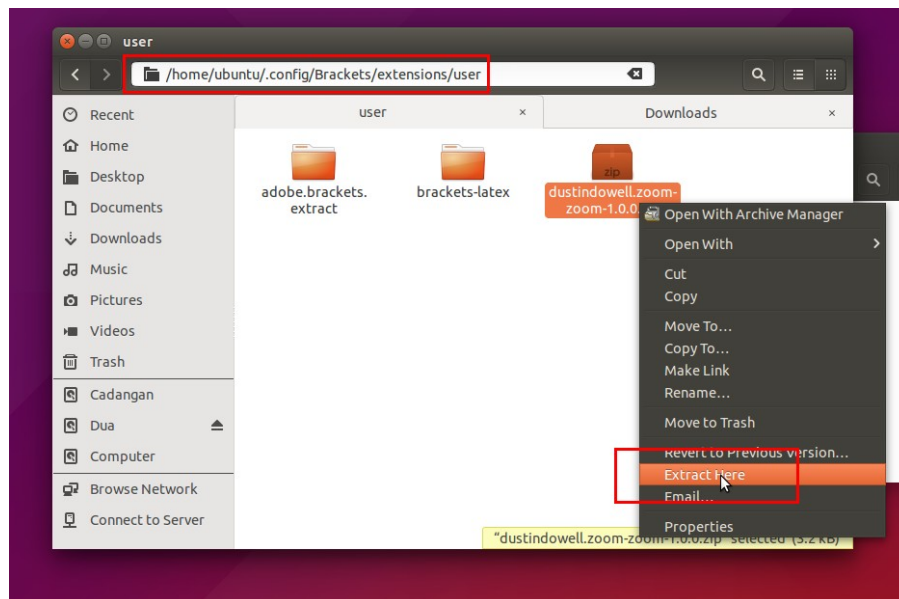 user
/home/ubuntu/.config/Brackets/extensions/user
Recent
Home
Desktop
Documents
Downloads
Music
Pictures
Videos
Trash
Cadangan
Dua
Computer
Browse Network
Connect to Server
user
Downloads
adobe.brackets.
extract
brackets-latex
zip
dustindowell.zoom-
zoom-1.0.0.
Open With Archive Manager
Open With
Cut
Copy
Move To…
Copy To…
Make Link
Rename…
Move to Trash
Revert to Previous Version…
Extract Here
Email…
Properties
“dustindowell.zoom-zoom-1.0.0.zip” selected (3.2 kB)